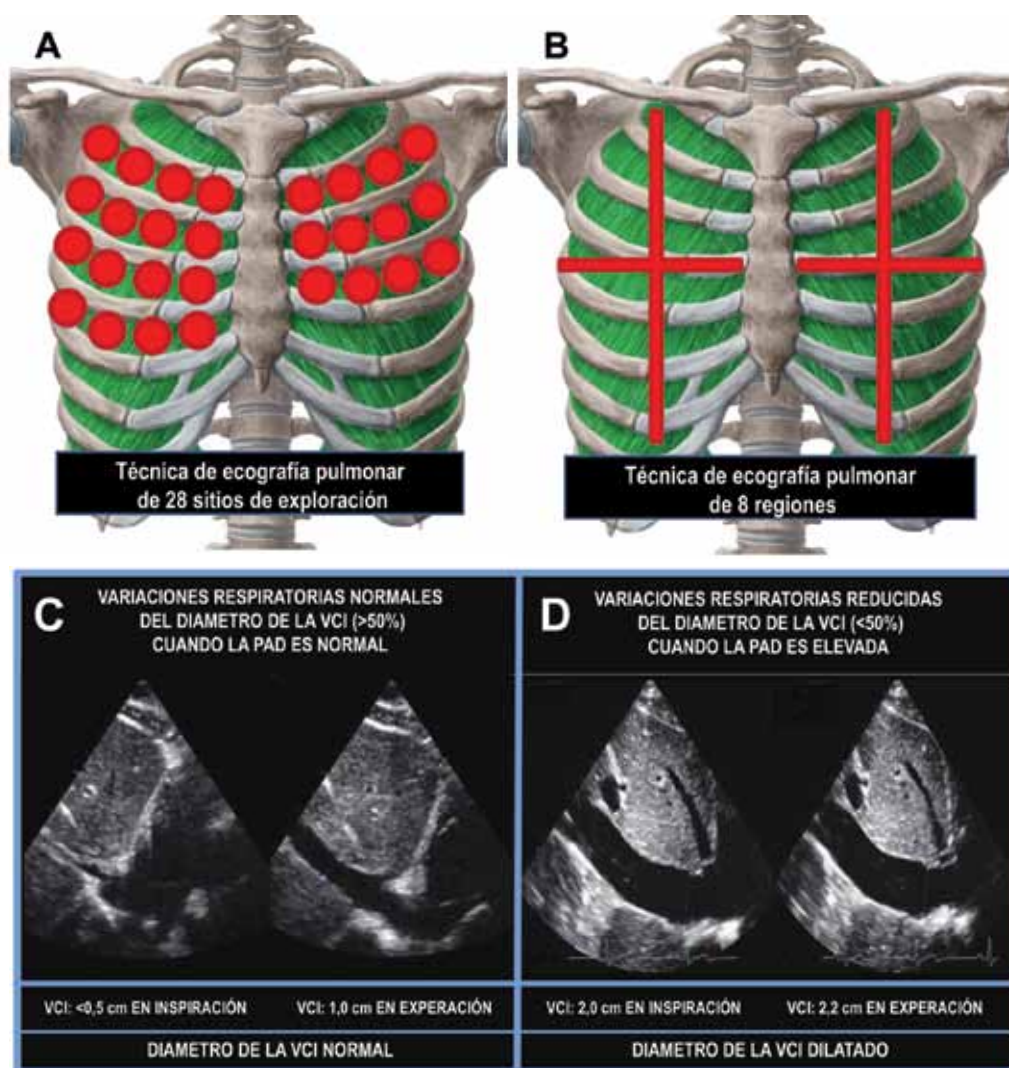 A
B
Técnica de ecografía pulmonar
de 28 sitios de exploración
Técnica de ecografía pulmonar
de 8 regiones
C
VARIACIONES RESPIRATORIAS NORMALES
DEL DIAMETRO DE LA VCI (>50%)
CUANDO LA PAD ES NORMAL
D
VARIACIONES RESPIRATORIAS REDUCIDAS
DEL DIAMETRO DE LA VCI (<50%)
CUANDO LA PAD ES ELEVADA
VCI: <0,5 cm EN INSPIRACIÓN
VCI: 1,0 cm EN EXPERACIÓN
VCI: 2,0 cm EN INSPIRACIÓN
VCI: 2,2 cm EN EXPERACIÓN
DIAMETRO DE LA VCI NORMAL
DIAMETRO DE LA VCI DILATADO